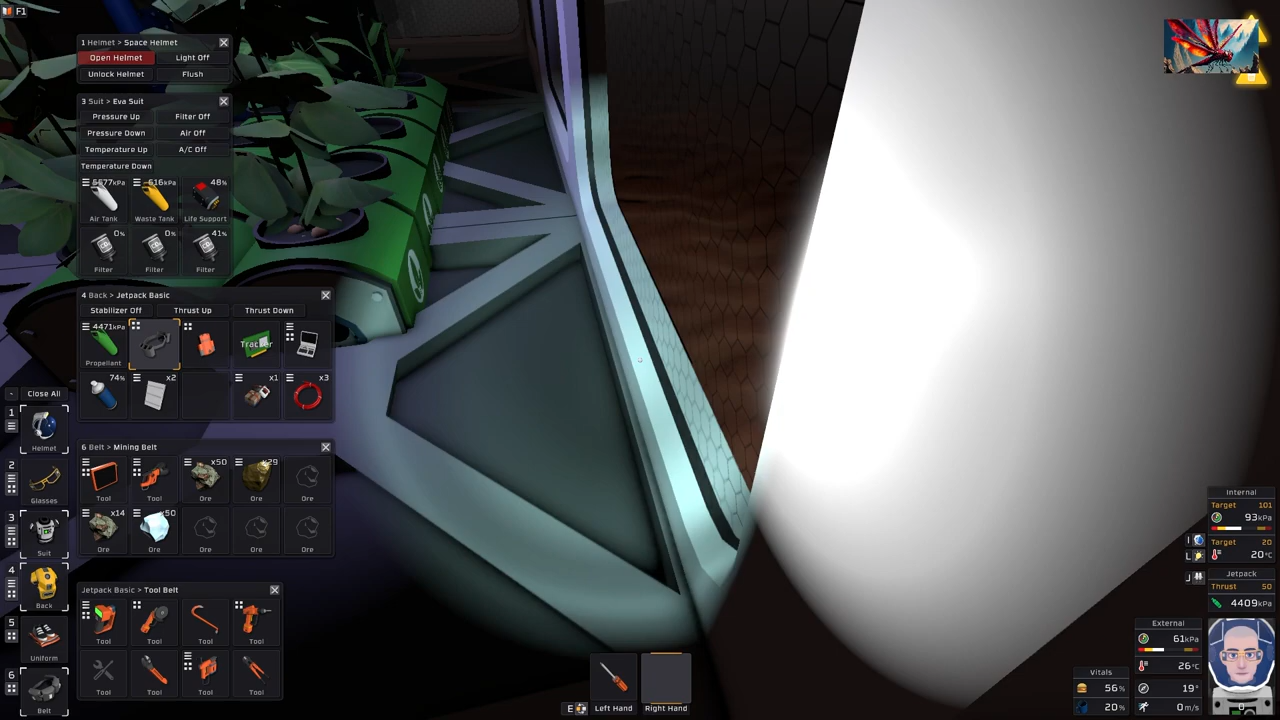 F1
1 Helmet > Space Helmet
Open Helmet Light Off
Unlock Helmet Flush
3 Suit > Eva Suit
Pressure Up Filter Off
Pressure Down Air Off
Temperature Up A/C Off
Temperature Down
5577kPa 616kPa 48%
Air Tank Waste Tank Life Support
0% 0% 41%
Filter Filter Filter
4 Back > Jetpack Basic
Stabilizer Off Thrust Up Thrust Down
4471kPa
Tracker
Propellant
74% x2 x1 x3
- Close All
1
Helmet
2
Glasses
3
Suit
4
Back
5
Uniform
6
Belt
6 Belt > Mining Belt
x50 x29
Tool Tool Ore Ore Ore
x14 x50
Ore Ore Ore Ore Ore
Jetpack Basic > Tool Belt
Tool Tool Tool Tool
Tool Tool Tool Tool
E Left Hand Right Hand
Internal
Target 101
93kPa
Target 20
20°C
I
L
J
Jetpack
Thrust 50
4409kPa
External
61kPa
26°C
19°
0m/s
Vitals
56%
20%
0